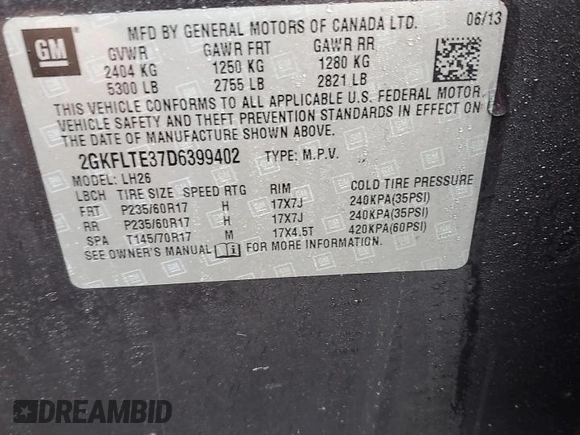 GM
MFD BY GENERAL MOTORS OF CANADA LTD. 06/13
GVWR GAWR FRT GAWR RR
2404 KG 1250 KG 1280 KG
5300 LB 2755 LB 2821 LB
THIS VEHICLE CONFORMS TO ALL APPLICABLE U.S. FEDERAL MOTOR
VEHICLE SAFETY AND THEFT PREVENTION STANDARDS IN EFFECT ON
THE DATE OF MANUFACTURE SHOWN ABOVE.
2GKFLTE37D6399402 TYPE: M.P.V.
MODEL: LH26
LBCH TIRE SIZE SPEED RTG RIM COLD TIRE PRESSURE
FRT P235/60R17 H 17X7J 240KPA(35PSI)
RR P235/60R17 H 17X7J 240KPA(35PSI)
SPA T145/70R17 M 17X4.5T 420KPA(60PSI)
SEE OWNER'S MANUAL FOR MORE INFORMATION.
DREAMBID